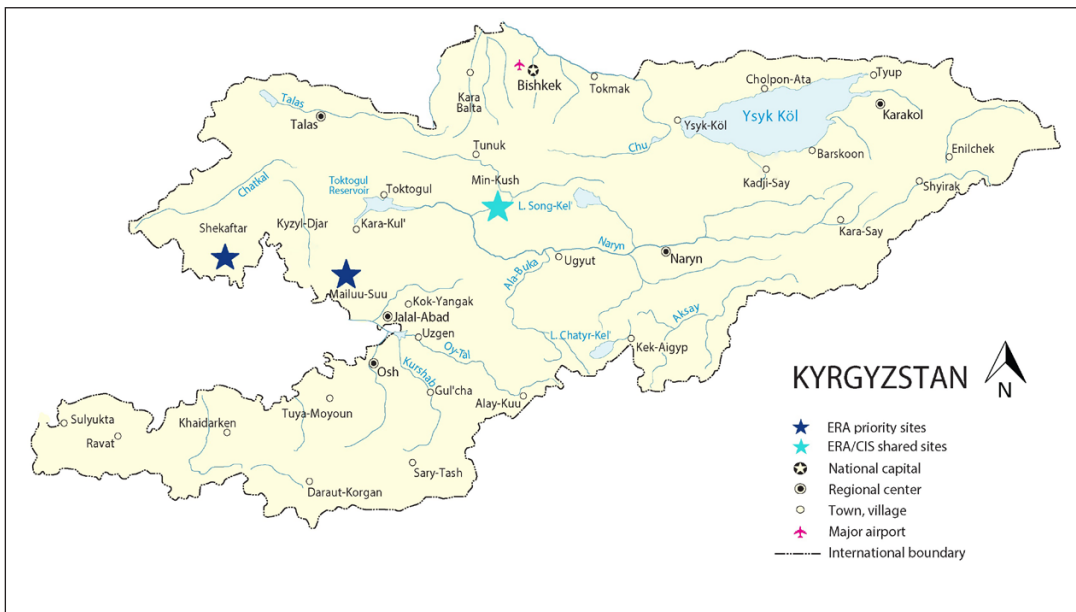 Bishkek
Kara
Balta
Tokmak
Cholpon-Ata
Tyup
Talas
Talas
Ysyk-Köl
Ysyk Köl
Karakol
Chu
Tunuk
Barskoon
Enilchek
Min-Kush
Kadji-Say
Shyirak
Chatkal
Toktogul
Reservoir
Toktogul
L. Song-Kel'
Shekaftar
Kyzyl-Djar
Kara-Kul'
Kara-Say
Naryn
Naryn
Ala-Buka
Ugyut
Mailuu-Suu
Kok-Yangak
Jalal-Abad
Aksay
Uzgen
L. Chatyr-Kel'
Kek-Aigyp
Oy-Tal
Osh
Kurshab
Gul'cha
Alay-Kuu
Tuya-Moyoun
Sulyukta
Khaidarken
Ravat
Sary-Tash
Daraut-Korgan
KYRGYZSTAN
N
ERA priority sites
ERA/CIS shared sites
National capital
Regional center
Town, village
Major airport
International boundary